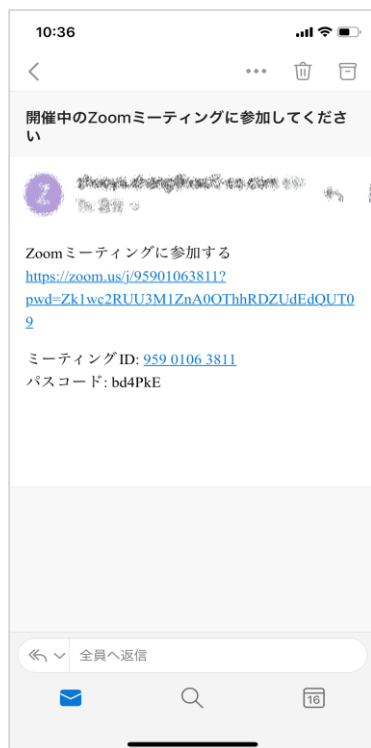 10:36
開催中のZoomミーティングに参加してくださ
い
Z
Zoomミーティングに参加する
https://zoom.us/j/95901063811?
pwd=Zk1wc2RUU3M1ZnA0OThhRDZUdEdQUT0
9
ミーティングID: 959 0106 3811
パスコード: bd4PkE
全員へ返信
16